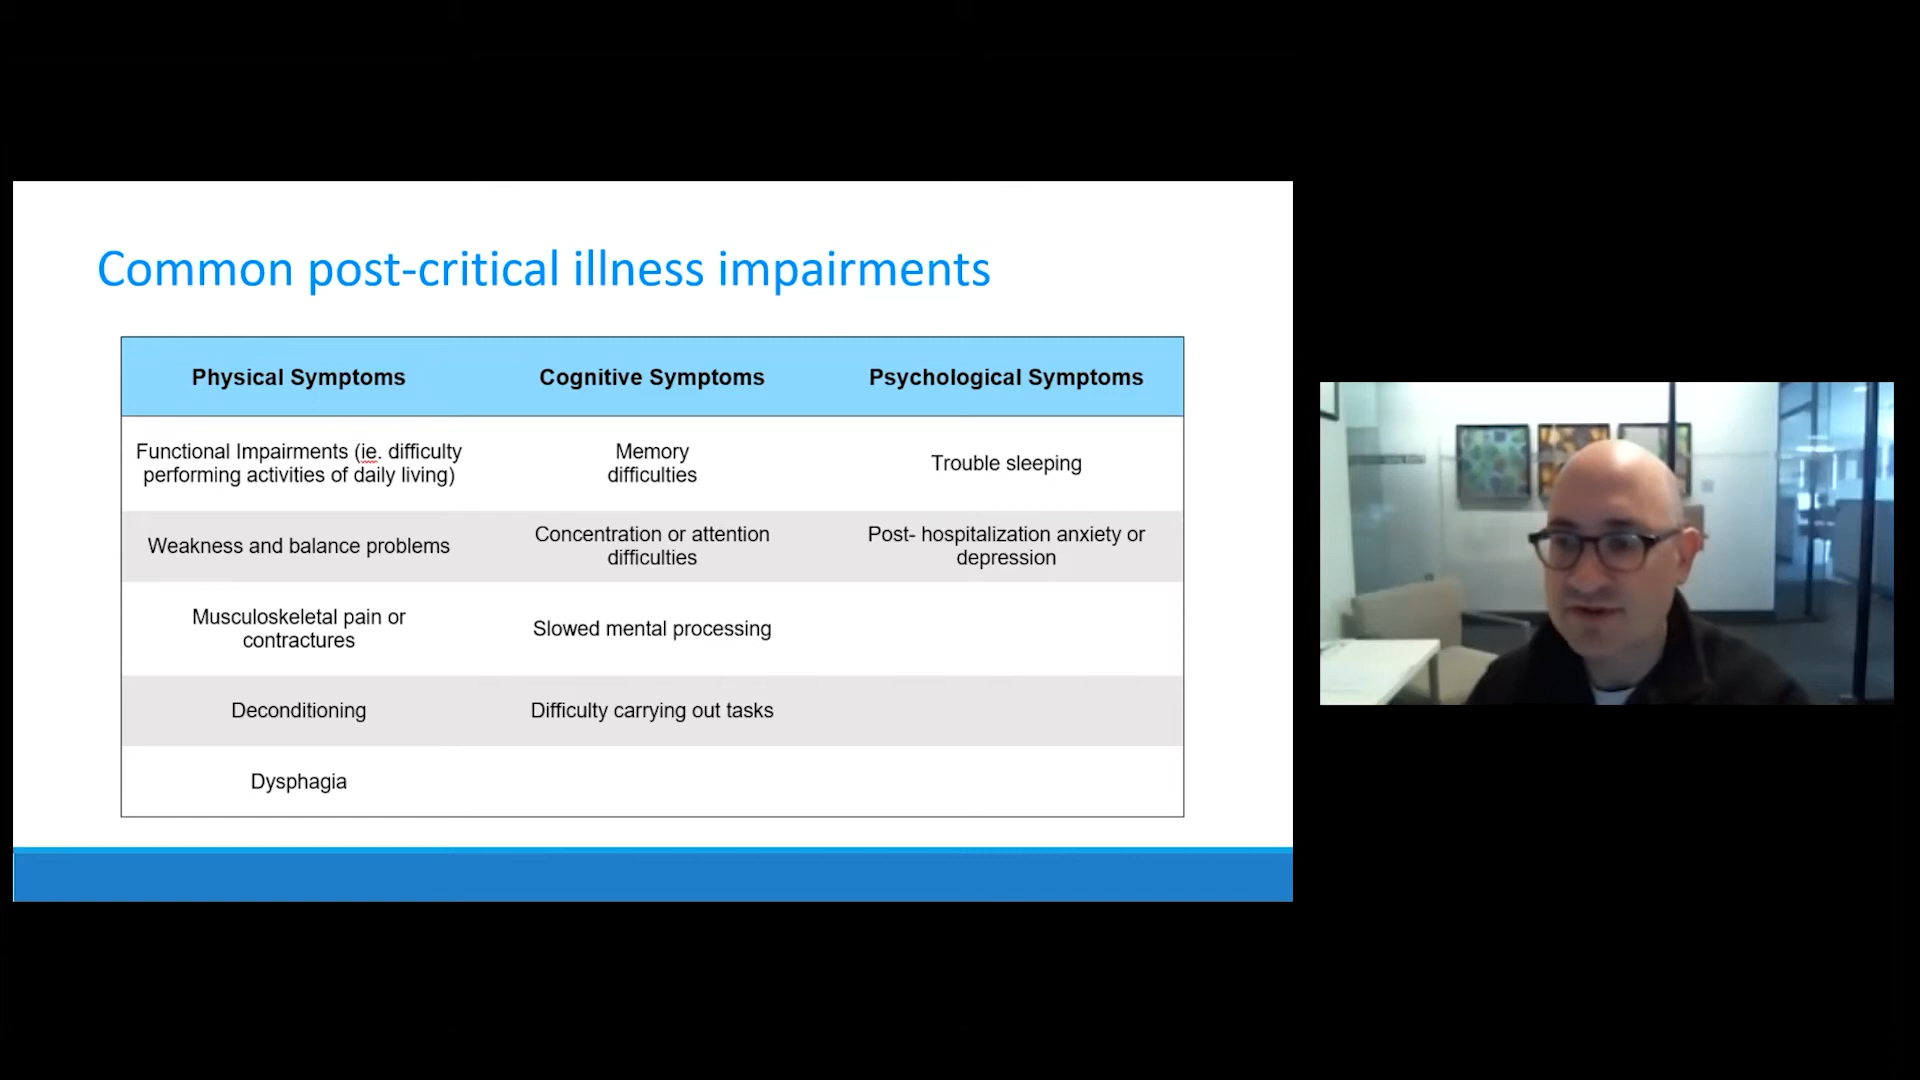 Common post-critical illness impairments
Physical Symptoms
Cognitive Symptoms
Psychological Symptoms
Functional Impairments (ie. difficulty
performing activities of daily living)
Memory
difficulties
Trouble sleeping
Weakness and balance problems
Concentration or attention
difficulties
Post- hospitalization anxiety or
depression
Musculoskeletal pain or
contractures
Slowed mental processing
Deconditioning
Difficulty carrying out tasks
Dysphagia